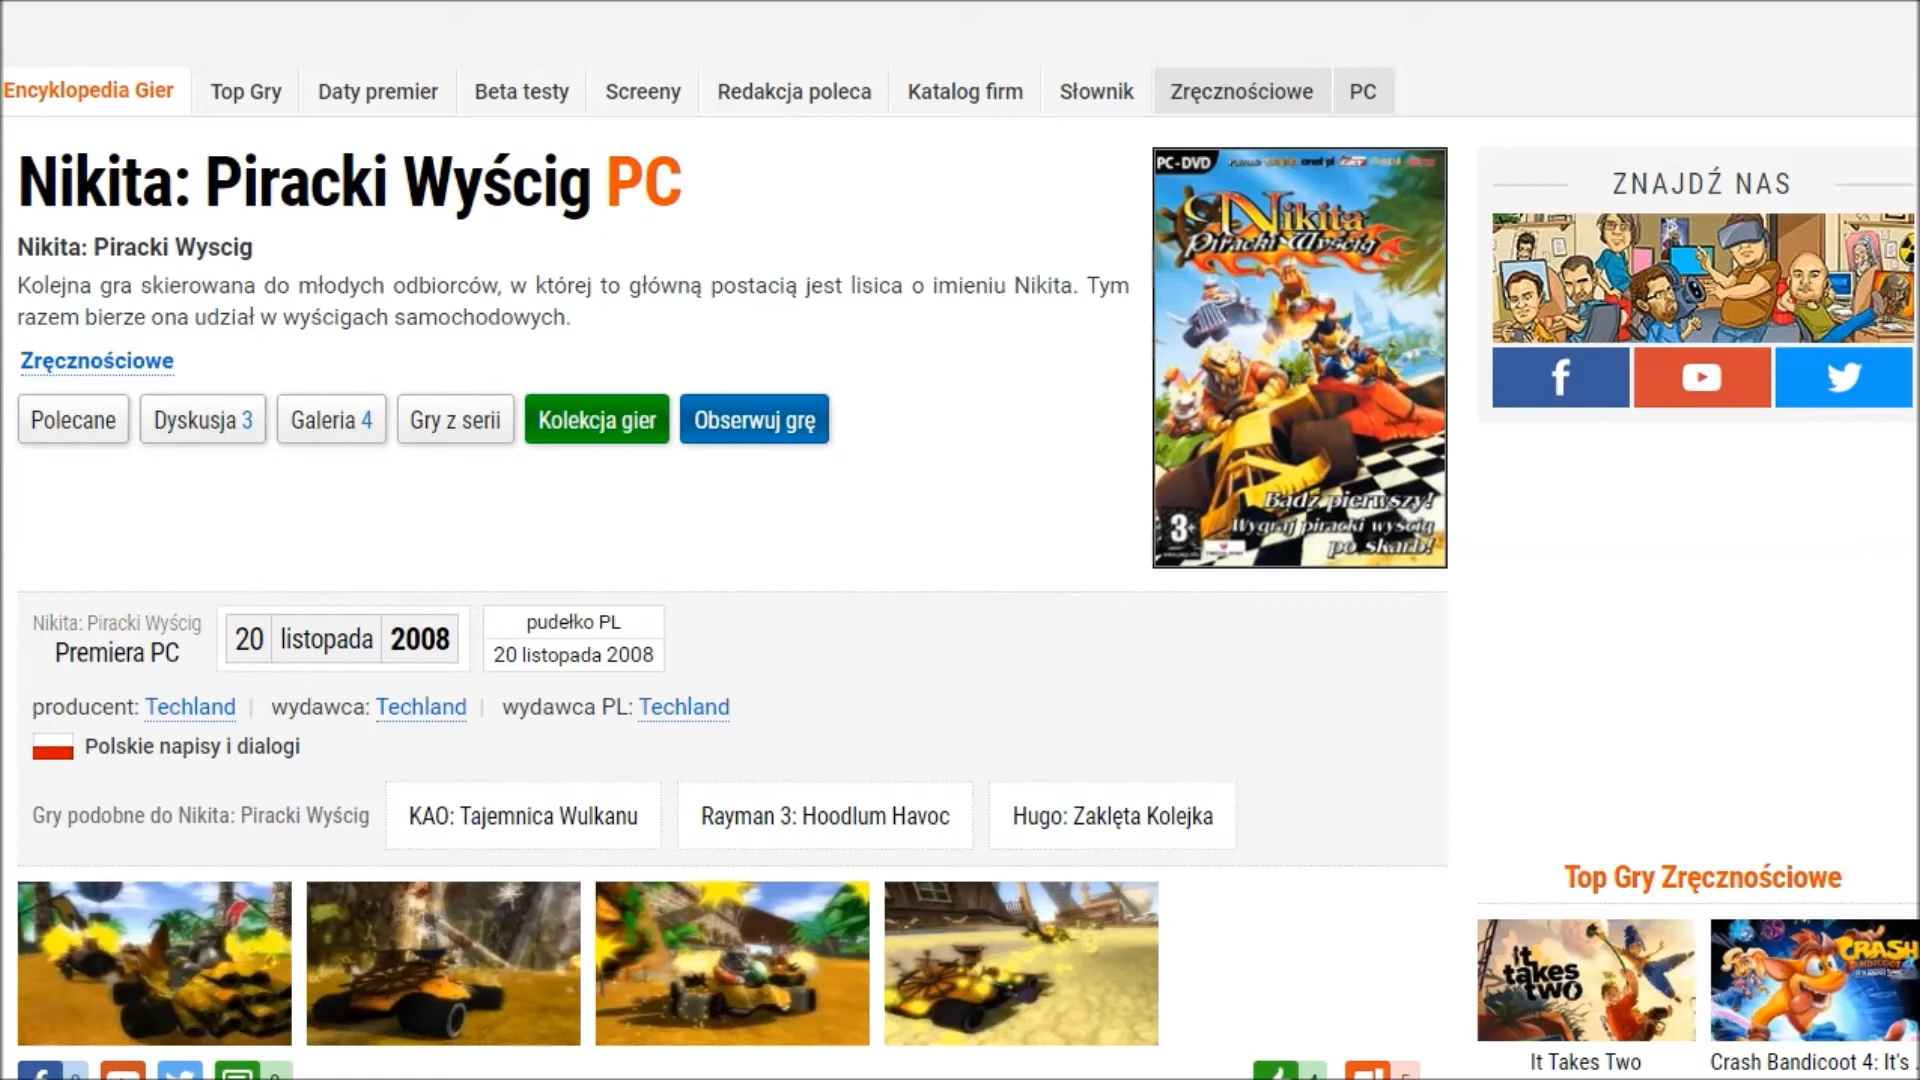 Encyklopedia Gier
Top Gry
Daty premier
Beta testy
Screeny
Redakcja poleca
Katalog firm
Słownik
Zręcznościowe
PC
Nikita: Piracki Wyścig PC
Nikita: Piracki Wyscig
Kolejna gra skierowana do młodych odbiorców, w której to główną postacią jest lisica o imieniu Nikita. Tym
razem bierze ona udział w wyścigach samochodowych.
Zręcznościowe
Polecane
Dyskusja 3
Galeria 4
Gry z serii
Kolekcja gier
Obserwuj grę
PC-DVD
Nikita
Piracki Wyścig
Bądź pierwszy!
Wygraj piracki wyścig
po skarb!
3+
ZNAJDŹ NAS
Nikita: Piracki Wyścig
Premiera PC
20 listopada 2008
pudełko PL
20 listopada 2008
producent: Techland
wydawca: Techland
wydawca PL: Techland
Polskie napisy i dialogi
Gry podobne do Nikita: Piracki Wyścig
KAO: Tajemnica Wulkanu
Rayman 3: Hoodlum Havoc
Hugo: Zaklęta Kolejka
Top Gry Zręcznościowe
it
takes
two
CRASH
BANDICOOT 4
It Takes Two
Crash Bandicoot 4: It's